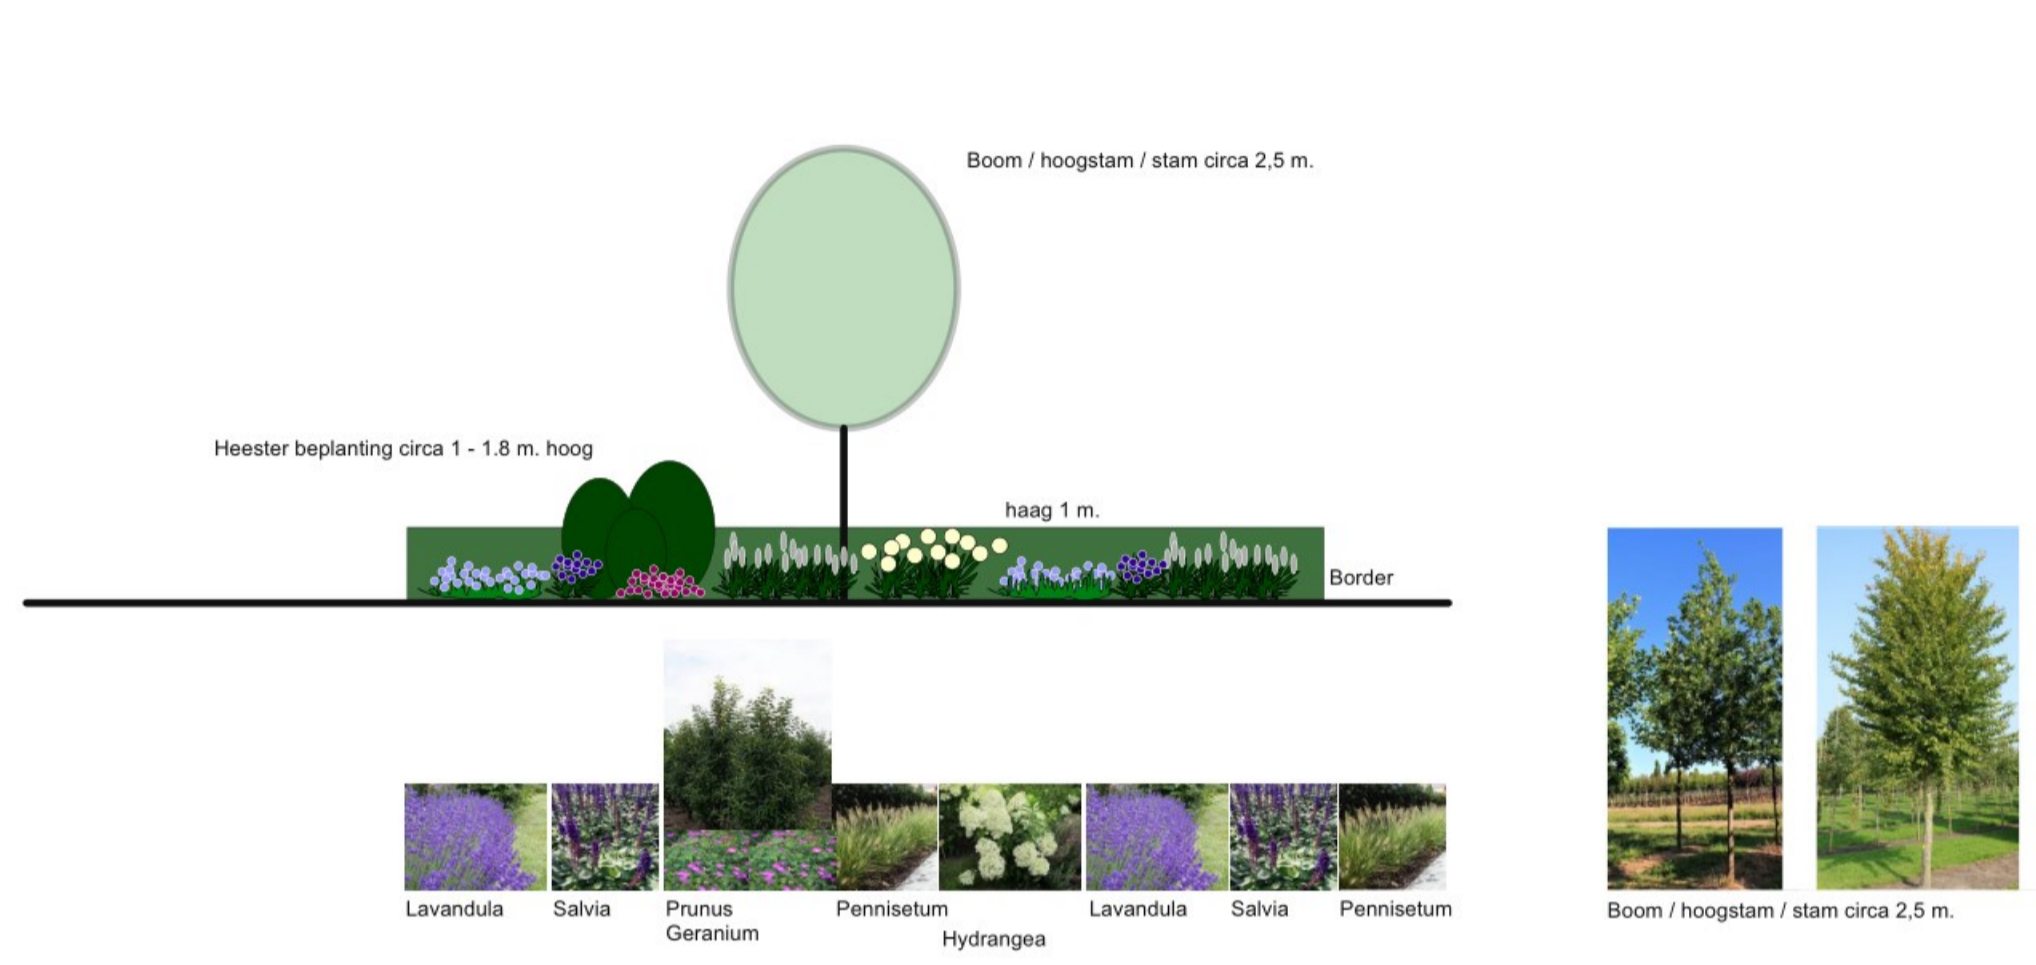 Boom / hoogstam / stam circa 2,5 m.
Heester beplanting circa 1 - 1.8 m. hoog
haag 1 m.
Border
Lavandula
Salvia
Prunus
Geranium
Pennisetum
Hydrangea
Lavandula
Salvia
Pennisetum
Boom / hoogstam / stam circa 2,5 m.